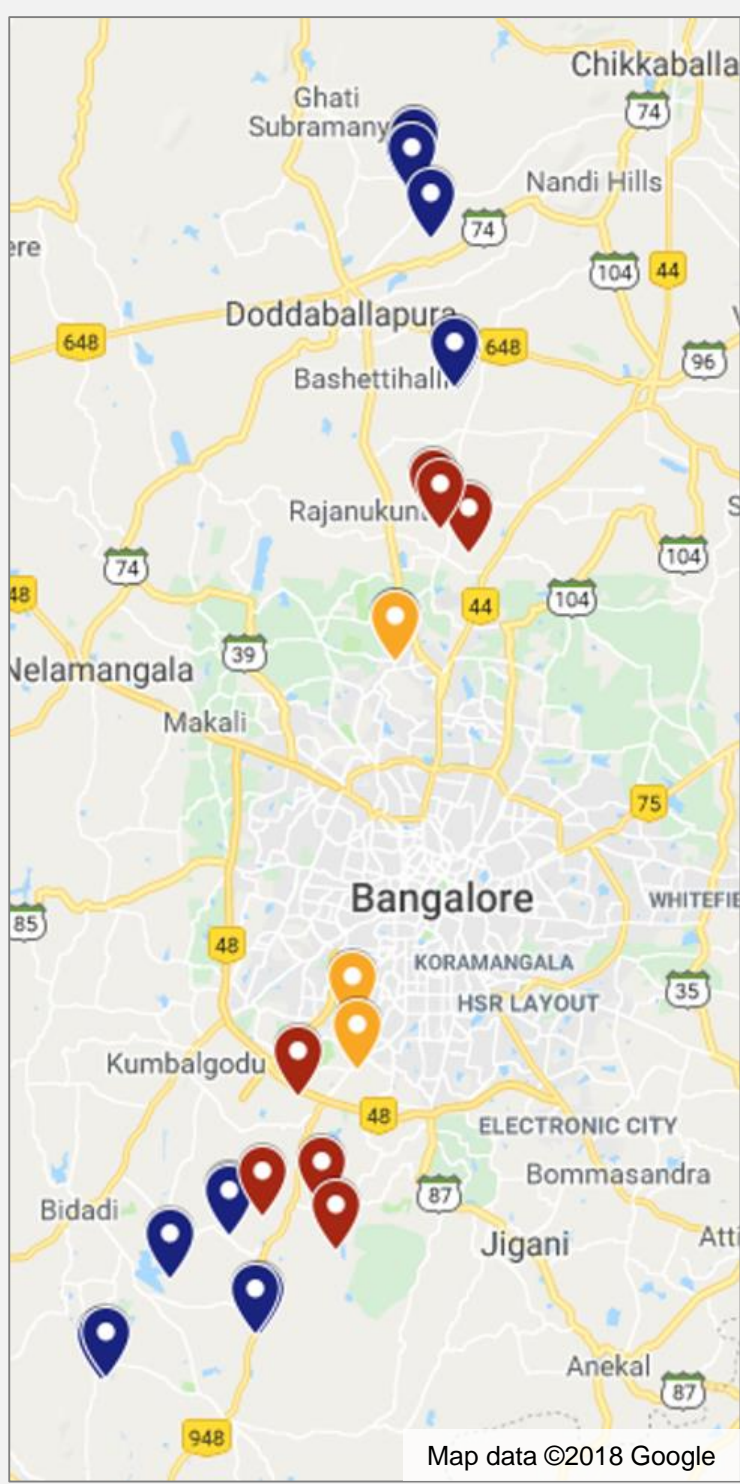 Chikkaballa
Ghati
Subramany
74
Nandi Hills
74
ere
104
44
Doddaballapura
648
648
96
Bashettihalli
Rajanukun
S
104
74
48
104
44
39
Nelamangala
Makali
75
Bangalore
WHITEFIE
85
48
KORAMANGALA
35
HSR LAYOUT
Kumbalgodu
48
ELECTRONIC CITY
Bommasandra
87
Bidadi
Atti
Jigani
Anekal
87
948
Map data ©2018 Google